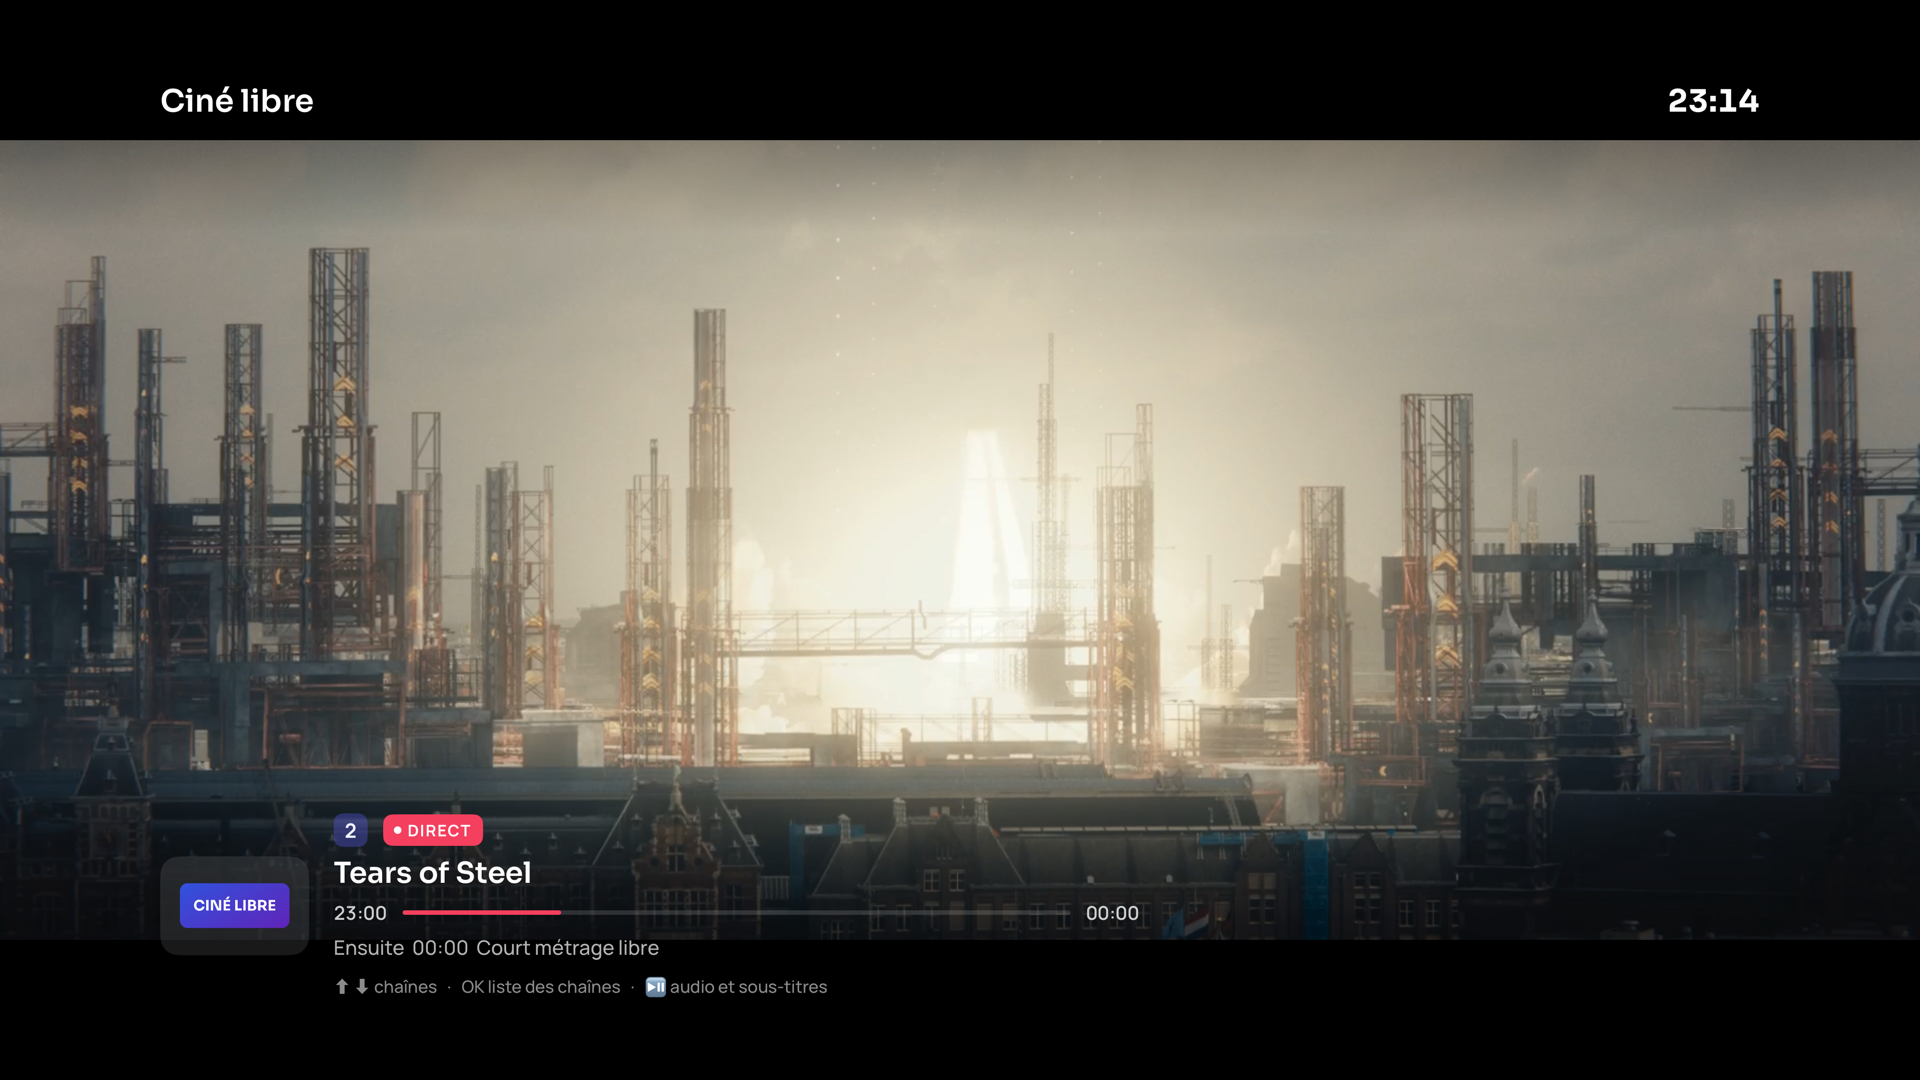 Ciné libre
23:14
2 DIRECT
Tears of Steel
CINÉ LIBRE
23:00 00:00
Ensuite 00:00 Court métrage libre
↑ ↓ chaînes · OK liste des chaînes · ⏯ audio et sous-titres